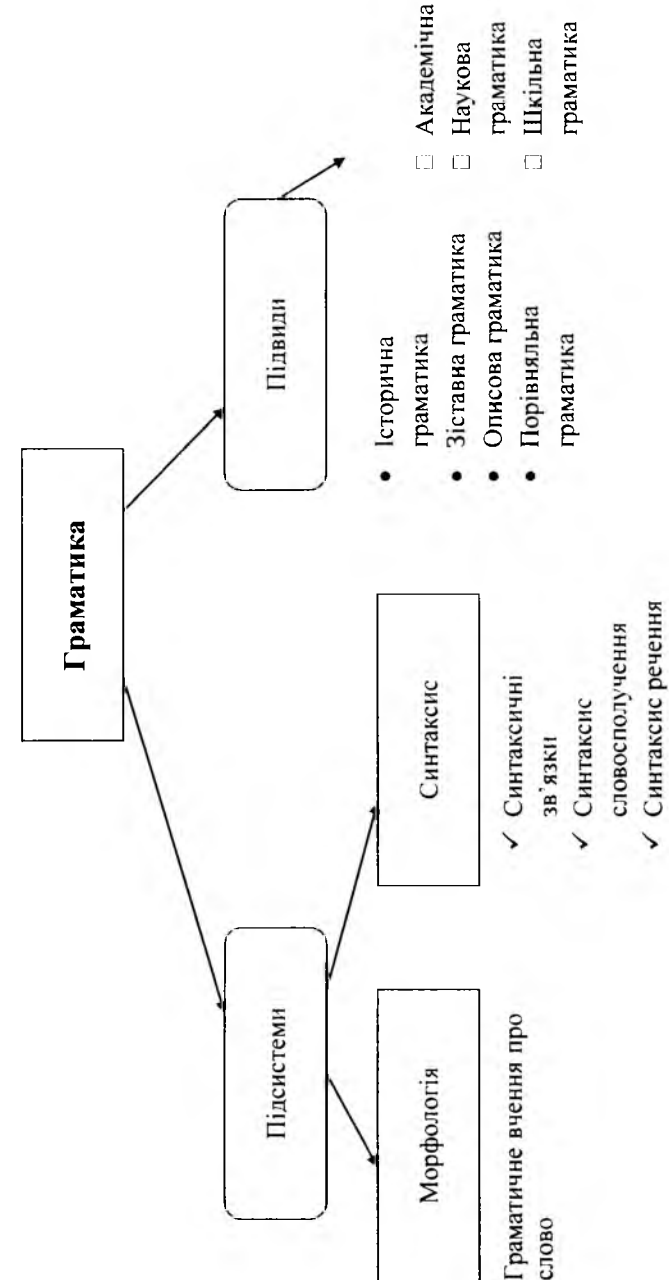 Граматика
Підсистеми
Підвиди
Морфологія
Синтаксис
Граматичне вчення про
слово
✓ Синтаксичні
зв’язки
✓ Синтаксис
словосполучення
✓ Синтаксис речення
• Історична
граматика
• Зіставна граматика
• Описова граматика
• Порівняльна
граматика
□ Академічна
□ Наукова
граматика
□ Шкільна
граматика